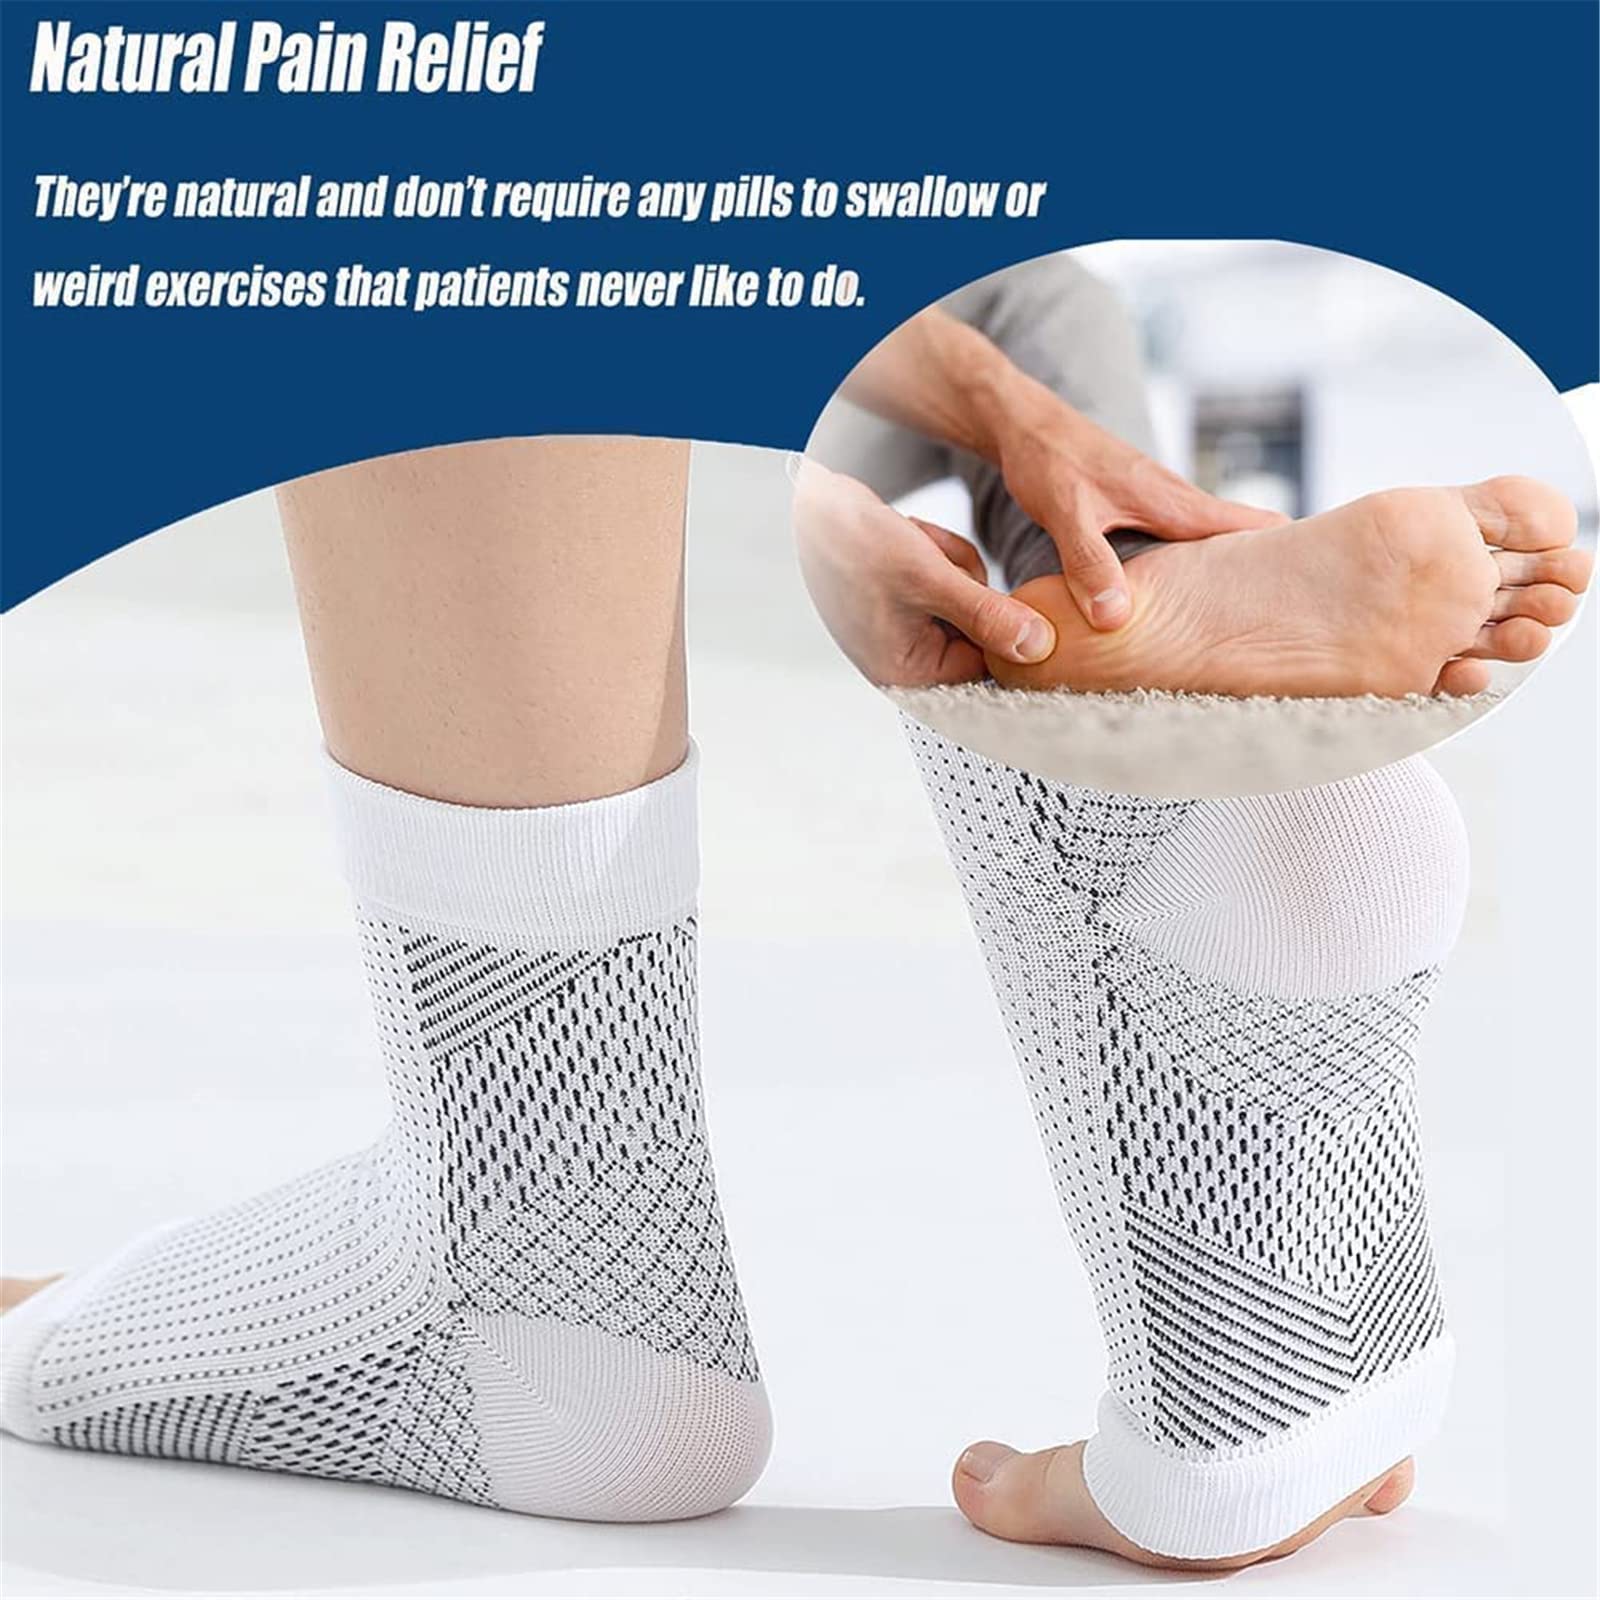 Natural Pain Relief
They're natural and don't require any pills to swallow or
weird exercises that patients never like to do.